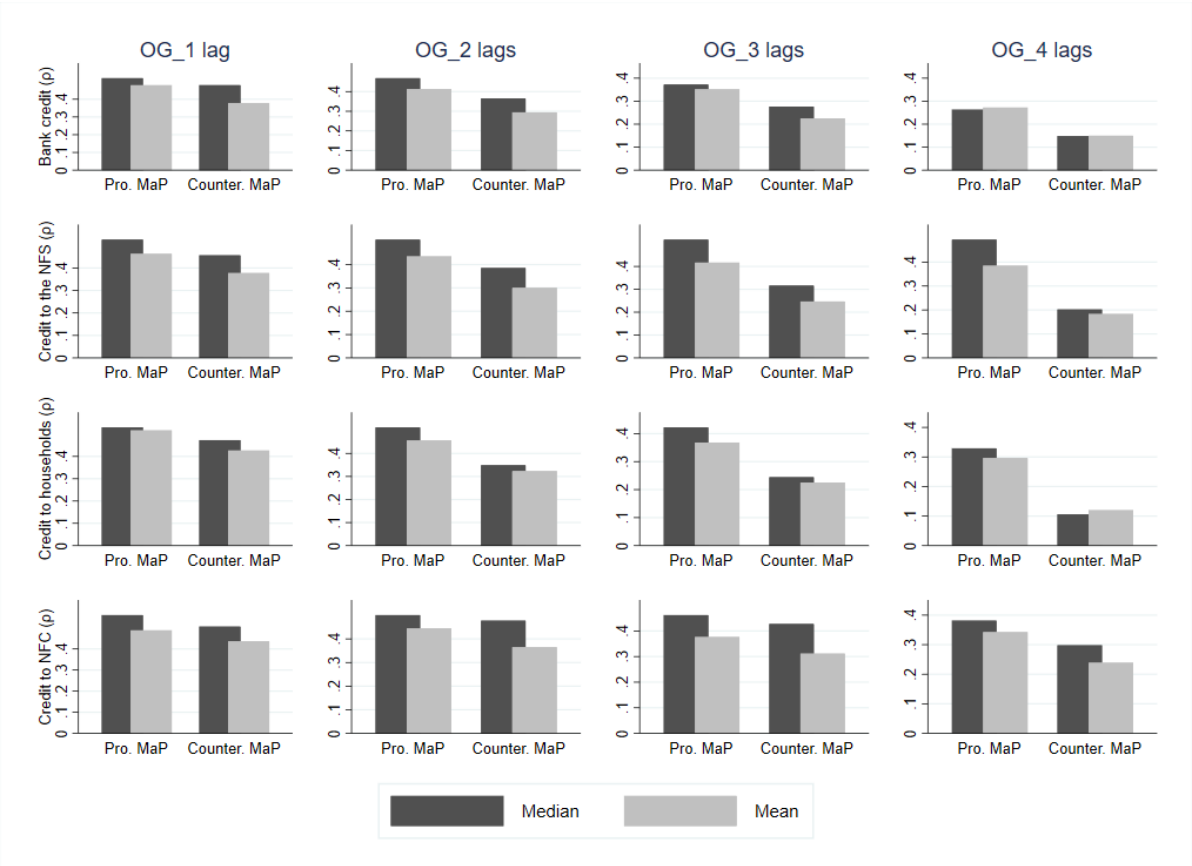 OG_1 lag OG_2 lags OG_3 lags OG_4 lags
Bank credit (ρ)
0 .1 .2 .3 .4
Pro. MaP Counter. MaP
0 .1 .2 .3 .4
Pro. MaP Counter. MaP
0 .1 .2 .3 .4
Pro. MaP Counter. MaP
0 .1 .2 .3 .4
Pro. MaP Counter. MaP
Credit to the NFS (ρ)
0 .1 .2 .3 .4
Pro. MaP Counter. MaP
0 .1 .2 .3 .4
Pro. MaP Counter. MaP
0 .1 .2 .3 .4
Pro. MaP Counter. MaP
0 .1 .2 .3 .4
Pro. MaP Counter. MaP
Credit to households (ρ)
0 .1 .2 .3 .4
Pro. MaP Counter. MaP
0 .1 .2 .3 .4
Pro. MaP Counter. MaP
0 .1 .2 .3 .4
Pro. MaP Counter. MaP
0 .1 .2 .3 .4
Pro. MaP Counter. MaP
Credit to NFC (ρ)
0 .1 .2 .3 .4
Pro. MaP Counter. MaP
0 .1 .2 .3 .4
Pro. MaP Counter. MaP
0 .1 .2 .3 .4
Pro. MaP Counter. MaP
0 .1 .2 .3 .4
Pro. MaP Counter. MaP
Median Mean